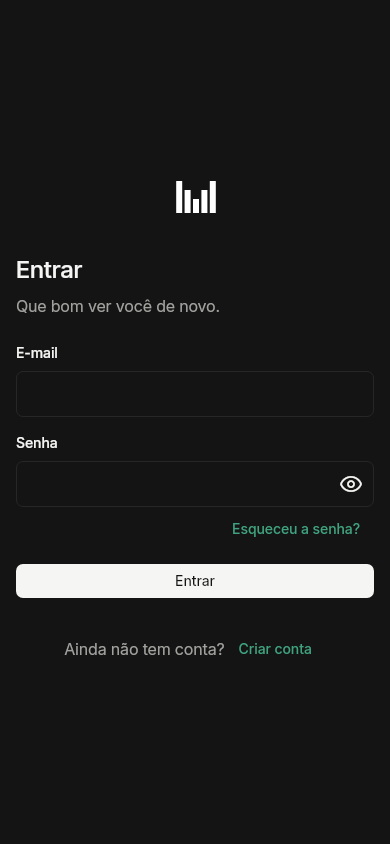 Entrar
Que bom ver você de novo.
E-mail
Senha
Esqueceu a senha?
Entrar
Ainda não tem conta? Criar conta